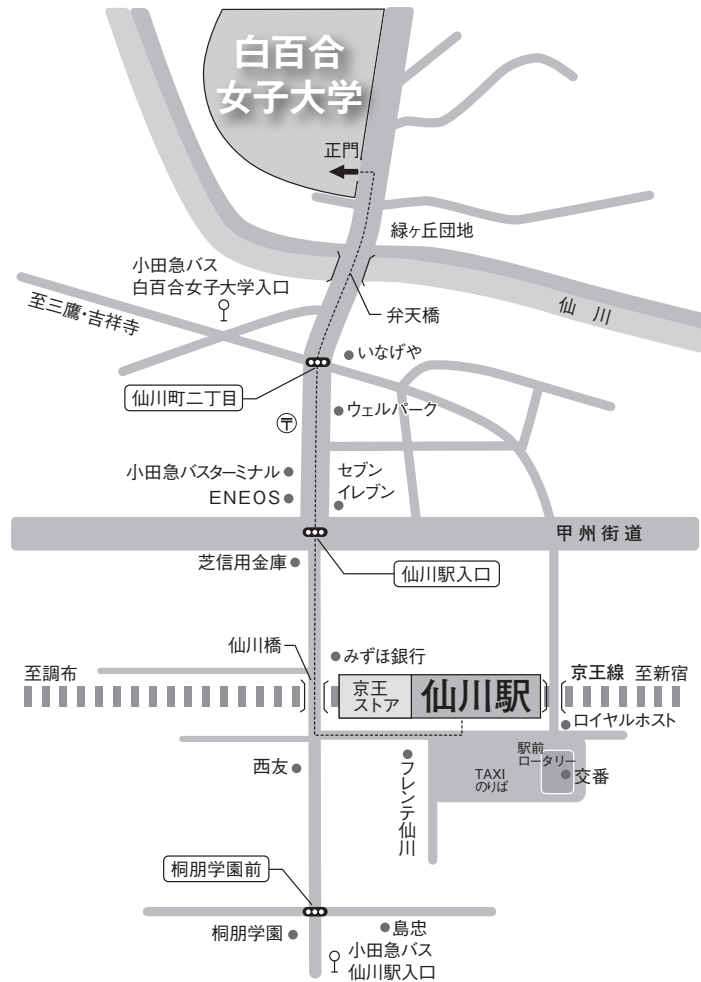 白百合
女子大学
正門
緑ヶ丘団地
小田急バス
白百合女子大学入口
至三鷹・吉祥寺
仙川
弁天橋
いなげや
仙川町二丁目
ウェルパーク
〒
小田急バスターミナル
セブン
イレブン
ENEOS
甲州街道
芝信用金庫
仙川駅入口
仙川橋
みずほ銀行
至調布
京王
ストア
仙川駅
京王線 至新宿
ロイヤルホスト
西友
フレンテ仙川
駅前
ロータリー
TAXI
のりば
交番
桐朋学園前
桐朋学園
島忠
小田急バス
仙川駅入口